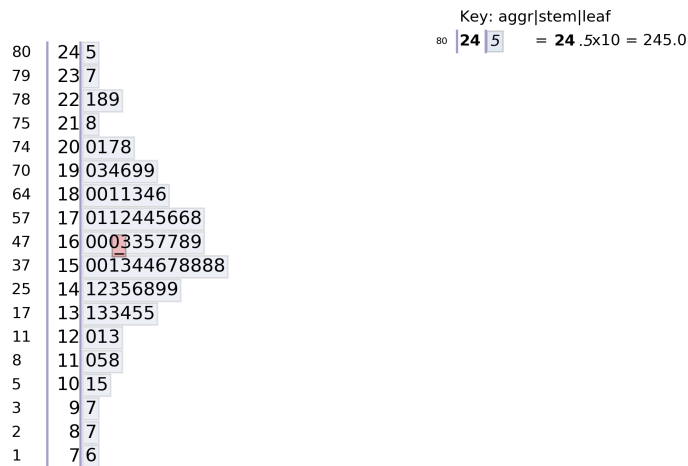 Key: aggr|stem|leaf
80 24 5 = 24 .5x10 = 245.0
80 24 5
79 23 7
78 22 189
75 21 8
74 20 0178
70 19 034699
64 18 0011346
57 17 0112445668
47 16 0003357789
37 15 001344678888
25 14 12356899
17 13 133455
11 12 013
8 11 058
5 10 15
3 9 7
2 8 7
1 7 6